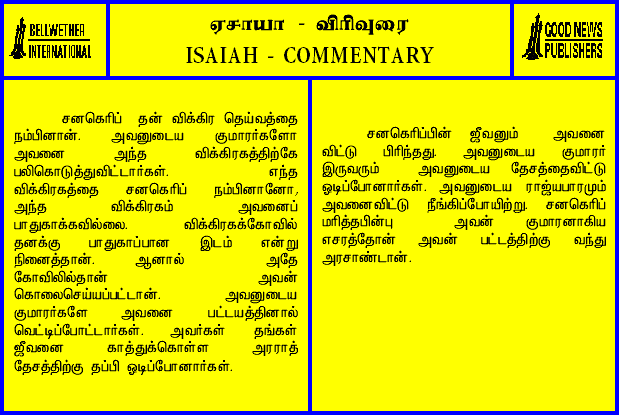 BELLWETHER
INTERNATIONAL
ஏசாயா - விரிவுரை
ISAIAH - COMMENTARY
GOOD NEWS
PUBLISHERS
சனகெரிப் தன் விக்கிர தெய்வத்தை
நம்பினான். அவனுடைய குமாரர்களோ
அவனை அந்த விக்கிரகத்திற்கே
பலிகொடுத்துவிட்டார்கள். எந்த
விக்கிரகத்தை சனகெரிப் நம்பினானோ,
அந்த விக்கிரகம் அவனைப்
பாதுகாக்கவில்லை. விக்கிரகக்கோவில்
தனக்கு பாதுகாப்பான இடம் என்று
நினைத்தான். ஆனால் அதே
கோவிலில்தான் அவன்
கொலைசெய்யப்பட்டான். அவனுடைய
குமாரர்களே அவனை பட்டயத்தினால்
வெட்டிப்போட்டார்கள். அவர்கள் தங்கள்
ஜீவனை காத்துக்கொள்ள அரராத்
தேசத்திற்கு தப்பி ஓடிப்போனார்கள்.
சனகெரிப்பின் ஜீவனும் அவனை
விட்டு பிரிந்தது. அவனுடைய குமாரர்
இருவரும் அவனுடைய தேசத்தைவிட்டு
ஓடிப்போனார்கள். அவனுடைய ராஜ்யபாரமும்
அவனைவிட்டு நீங்கிப்போயிற்று. சனகெரிப்
மரித்தபின்பு அவன் குமாரனாகிய
எசரத்தோன் அவன் பட்டத்திற்கு வந்து
அரசாண்டான்.